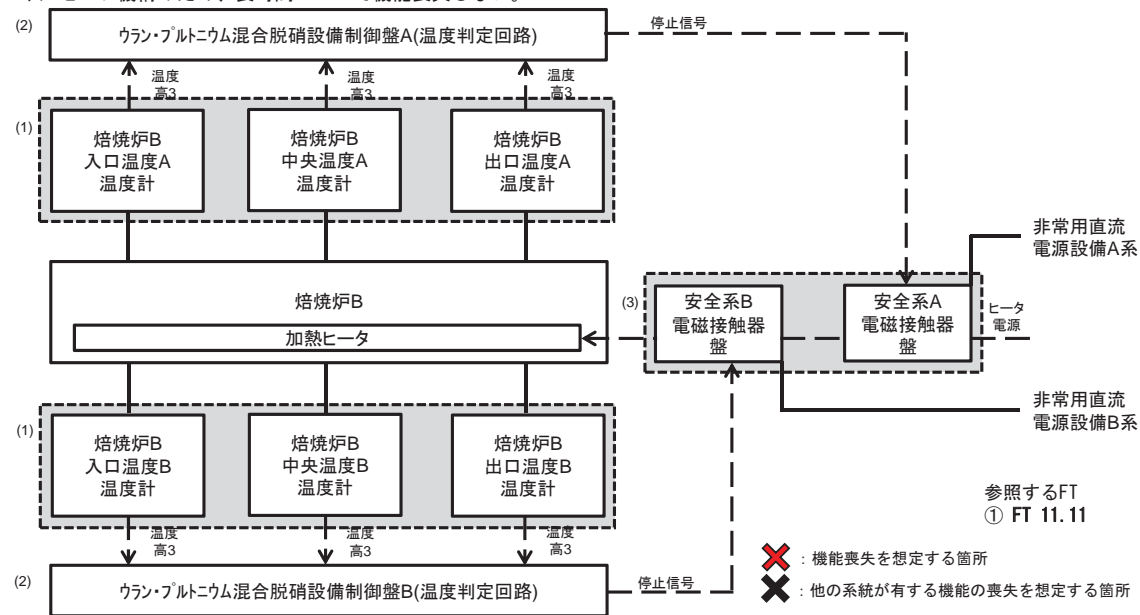 (2)
ウラン・プルトニウム混合脱硝設備制御盤A(温度判定回路)
停止信号
温度
高3
温度
高3
温度
高3
(1)
焙焼炉B
入口温度A
温度計
焙焼炉B
中央温度A
温度計
焙焼炉B
出口温度A
温度計
非常用直流
電源設備A系
焙焼炉B
加熱ヒータ
(3)
安全系B
電磁接触器
盤
安全系A
電磁接触器
盤
ヒータ
電源
(1)
焙焼炉B
入口温度B
温度計
焙焼炉B
中央温度B
温度計
焙焼炉B
出口温度B
温度計
非常用直流
電源設備B系
温度
高3
温度
高3
温度
高3
参照するFT
① FT 11.11
(2)
ウラン・プルトニウム混合脱硝設備制御盤B(温度判定回路)
停止信号
：機能喪失を想定する箇所
：他の系統が有する機能の喪失を想定する箇所